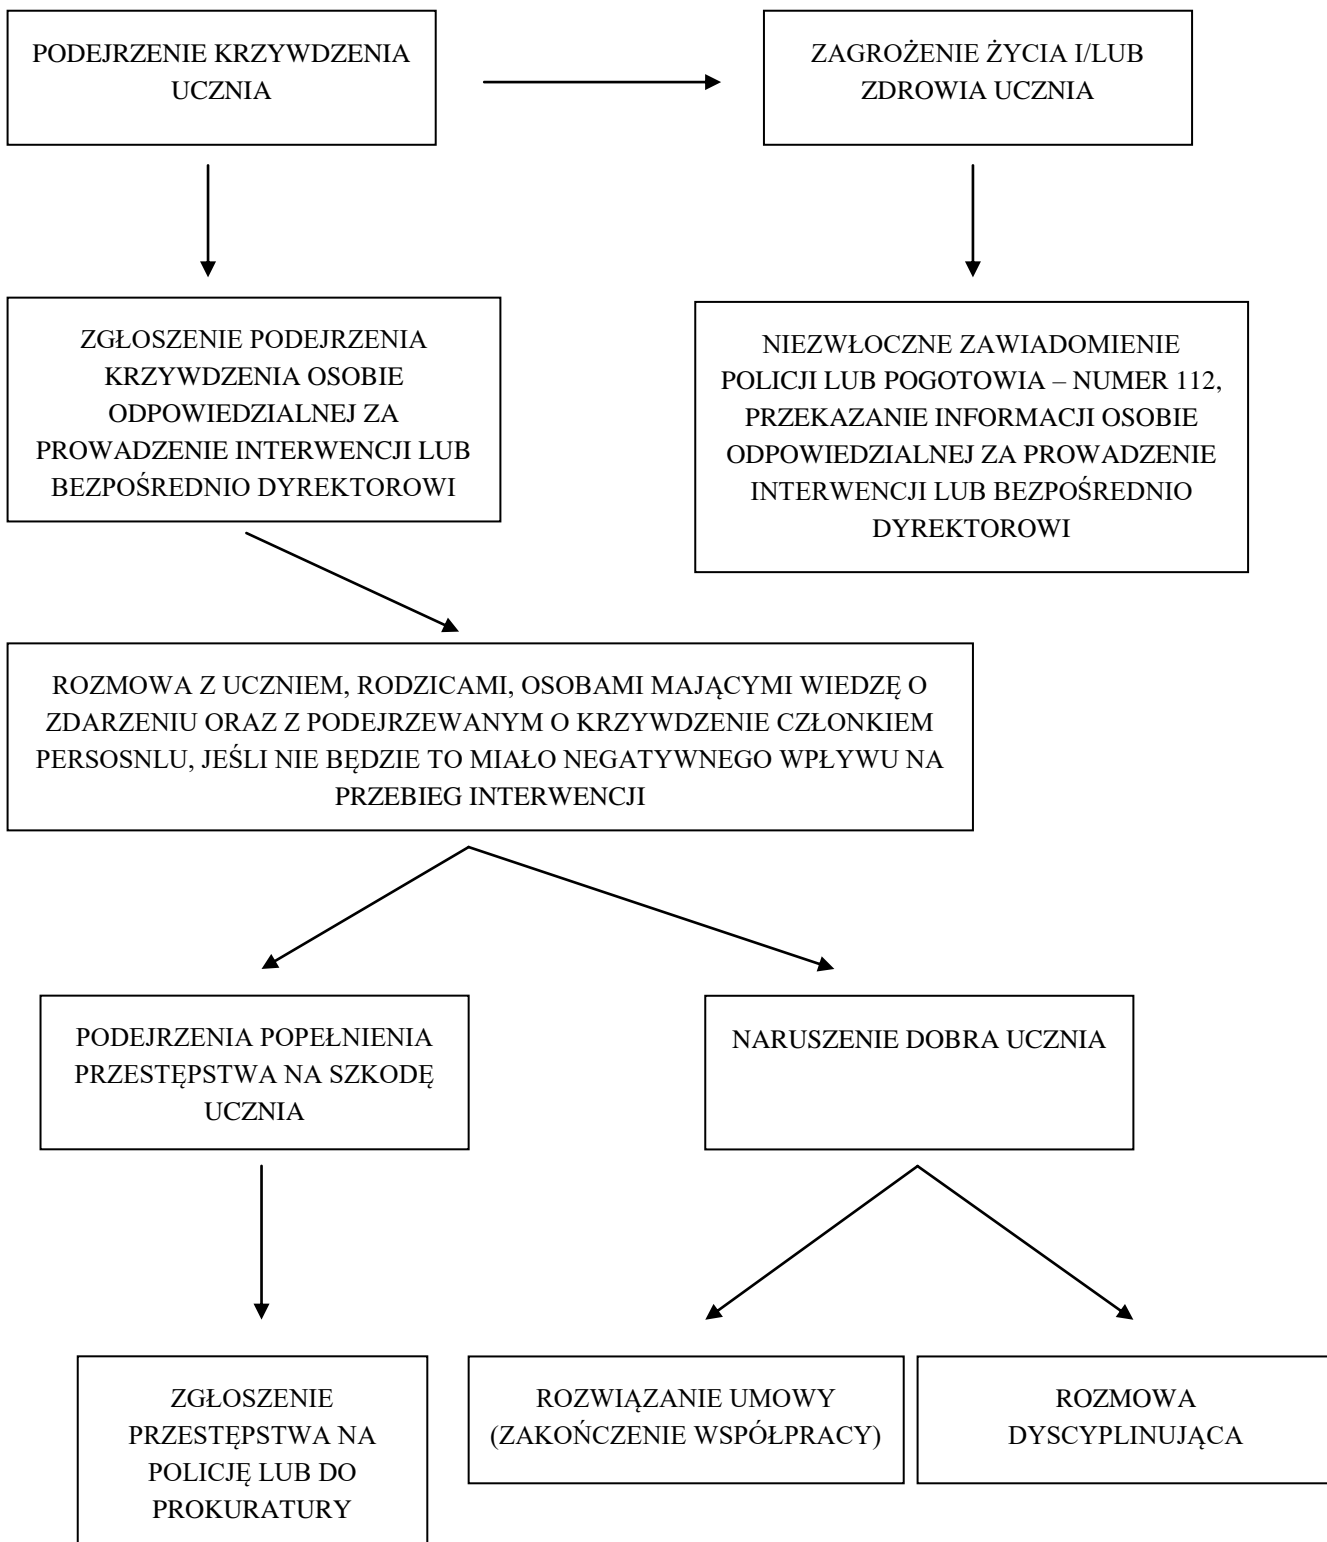 PODEJRZENIE KRZYWDZENIA
UCZNIA
ZAGROŻENIE ŻYCIA I/LUB
ZDROWIA UCZNIA
ZGŁOSZENIE PODEJRZENIA
KRZYWDZENIA OSOBIE
ODPOWIEDZIALNEJ ZA
PROWADZENIE INTERWENCJI LUB
BEZPOŚREDNIO DYREKTOROWI
NIEZWŁOCZNE ZAWIADOMIENIE
POLICJI LUB POGOTOWIA – NUMER 112,
PRZEKAZANIE INFORMACJI OSOBIE
ODPOWIEDZIALNEJ ZA PROWADZENIE
INTERWENCJI LUB BEZPOŚREDNIO
DYREKTOROWI
ROZMOWA Z UCZNIEM, RODZICAMI, OSOBAMI MAJĄCYMI WIEDZĘ O
ZDARZENIU ORAZ Z PODEJRZEWANYM O KRZYWDZENIE CZŁONKIEM
PERSOSNLU, JEŚLI NIE BĘDZIE TO MIAŁO NEGATYWNEGO WPŁYWU NA
PRZEBIEG INTERWENCJI
PODEJRZENIA POPEŁNIENIA
PRZESTĘPSTWA NA SZKODĘ
UCZNIA
NARUSZENIE DOBRA UCZNIA
ZGŁOSZENIE
PRZESTĘPSTWA NA
POLICJĘ LUB DO
PROKURATURY
ROZWIĄZANIE UMOWY
(ZAKOŃCZENIE WSPÓŁPRACY)
ROZMOWA
DYSCYPLINUJĄCA